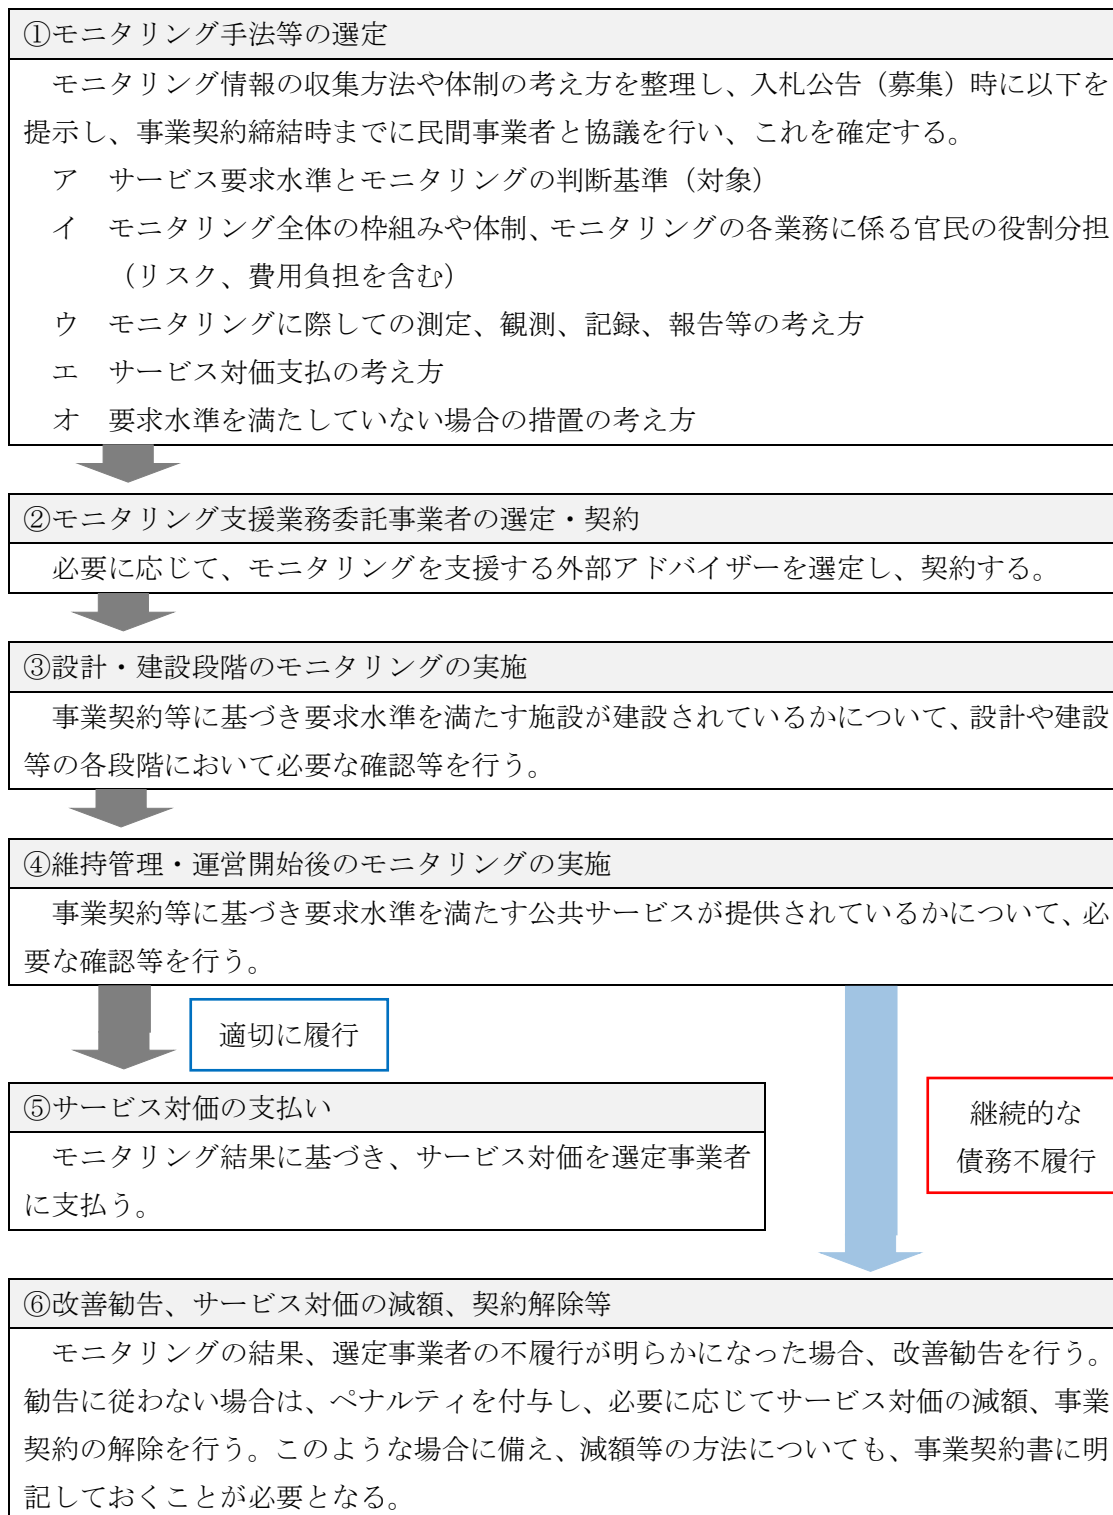 ①モニタリング手法等の選定
モニタリング情報の収集方法や体制の考え方を整理し、入札公告（募集）時に以下を
提示し、事業契約締結時までに民間事業者と協議を行い、これを確定する。
ア　サービス要求水準とモニタリングの判断基準（対象）
イ　モニタリング全体の枠組みや体制、モニタリングの各業務に係る官民の役割分担
（リスク、費用負担を含む）
ウ　モニタリングに際しての測定、観測、記録、報告等の考え方
エ　サービス対価支払の考え方
オ　要求水準を満たしていない場合の措置の考え方
②モニタリング支援業務委託事業者の選定・契約
必要に応じて、モニタリングを支援する外部アドバイザーを選定し、契約する。
③設計・建設段階のモニタリングの実施
事業契約等に基づき要求水準を満たす施設が建設されているかについて、設計や建設
等の各段階において必要な確認等を行う。
④維持管理・運営開始後のモニタリングの実施
事業契約等に基づき要求水準を満たす公共サービスが提供されているかについて、必
要な確認等を行う。
適切に履行
⑤サービス対価の支払い
モニタリング結果に基づき、サービス対価を選定事業者
に支払う。
継続的な
債務不履行
⑥改善勧告、サービス対価の減額、契約解除等
モニタリングの結果、選定事業者の不履行が明らかになった場合、改善勧告を行う。
勧告に従わない場合は、ペナルティを付与し、必要に応じてサービス対価の減額、事業
契約の解除を行う。このような場合に備え、減額等の方法についても、事業契約書に明
記しておくことが必要となる。